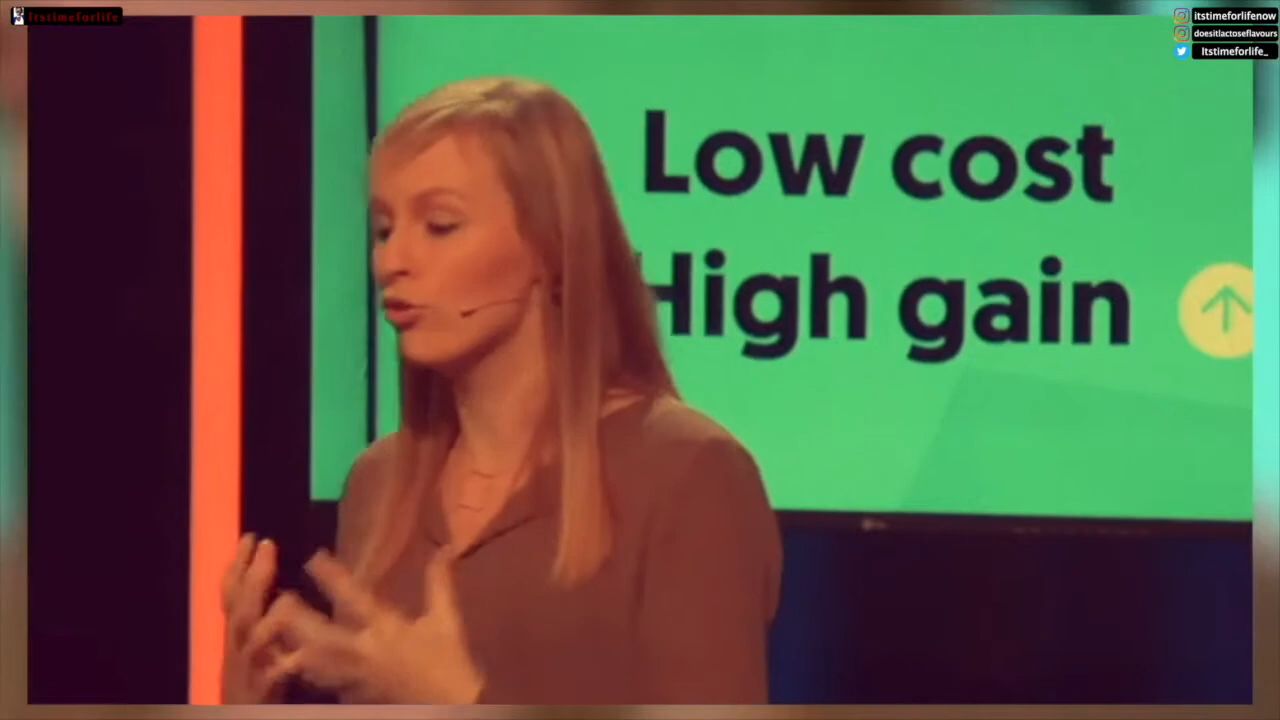 Itstimeforlife
itstimeforlifenow
doesitlactoseflavours
Itstimeforlife_
Low cost
High gain